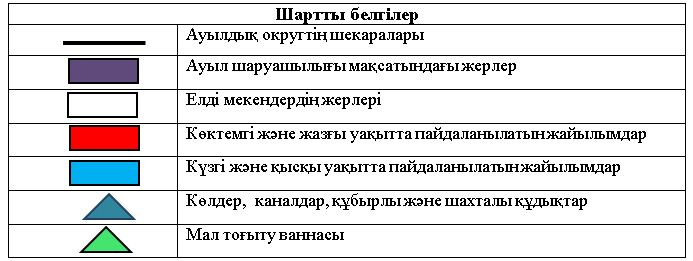 Шартты белгілер
Ауылдық округтің шекаралары
Ауыл шаруашылығы мақсатындағы жерлер
Елді мекендердің жерлері
Көктемгі және жазғы уақытта пайдаланылатын жайылымдар
Күзгі және қысқы уақытта пайдаланылатын жайылымдар
Көлдер, каналдар, құбырлы және шахталы құдықтар
Мал тоғыту ваннасы